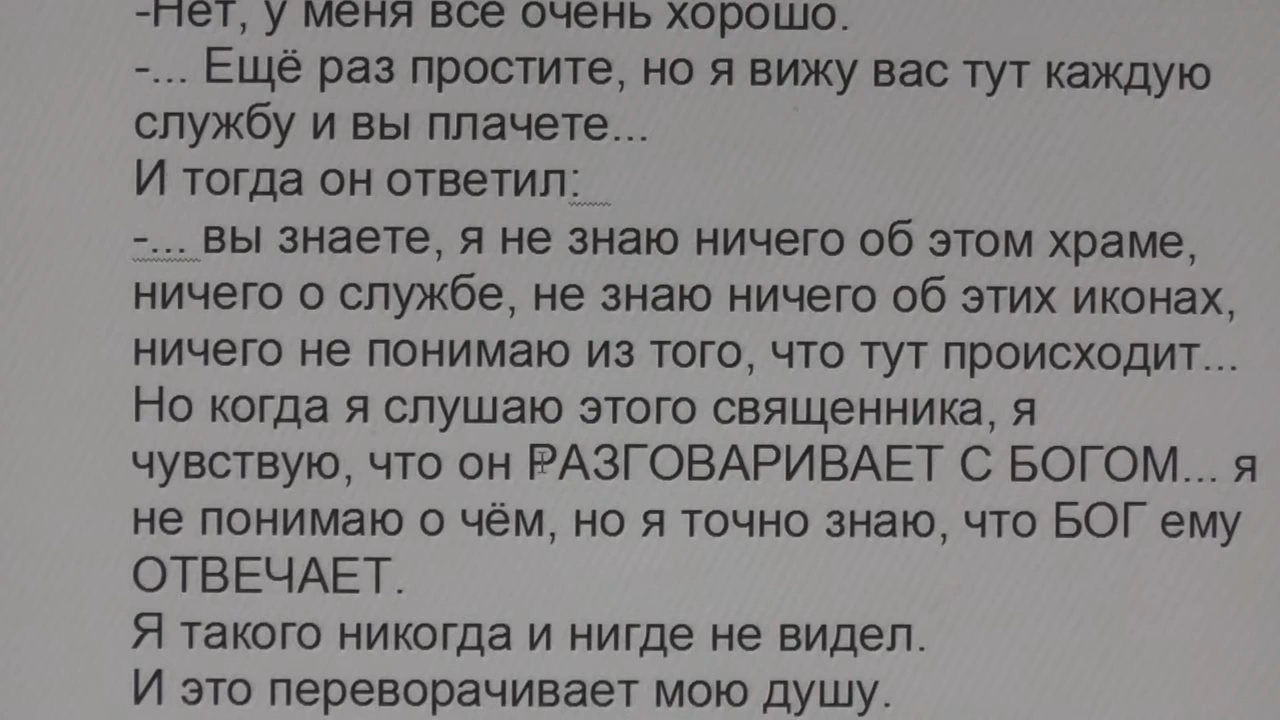 -Нет, у меня все очень хорошо.
-... Ещё раз простите, но я вижу вас тут каждую
службу и вы плачете...
И тогда он ответил:
-... вы знаете, я не знаю ничего об этом храме,
ничего о службе, не знаю ничего об этих иконах,
ничего не понимаю из того, что тут происходит...
Но когда я слушаю этого священника, я
чувствую, что он РАЗГОВАРИВАЕТ С БОГОМ... я
не понимаю о чём, но я точно знаю, что БОГ ему
ОТВЕЧАЕТ.
Я такого никогда и нигде не видел.
И это переворачивает мою душу.